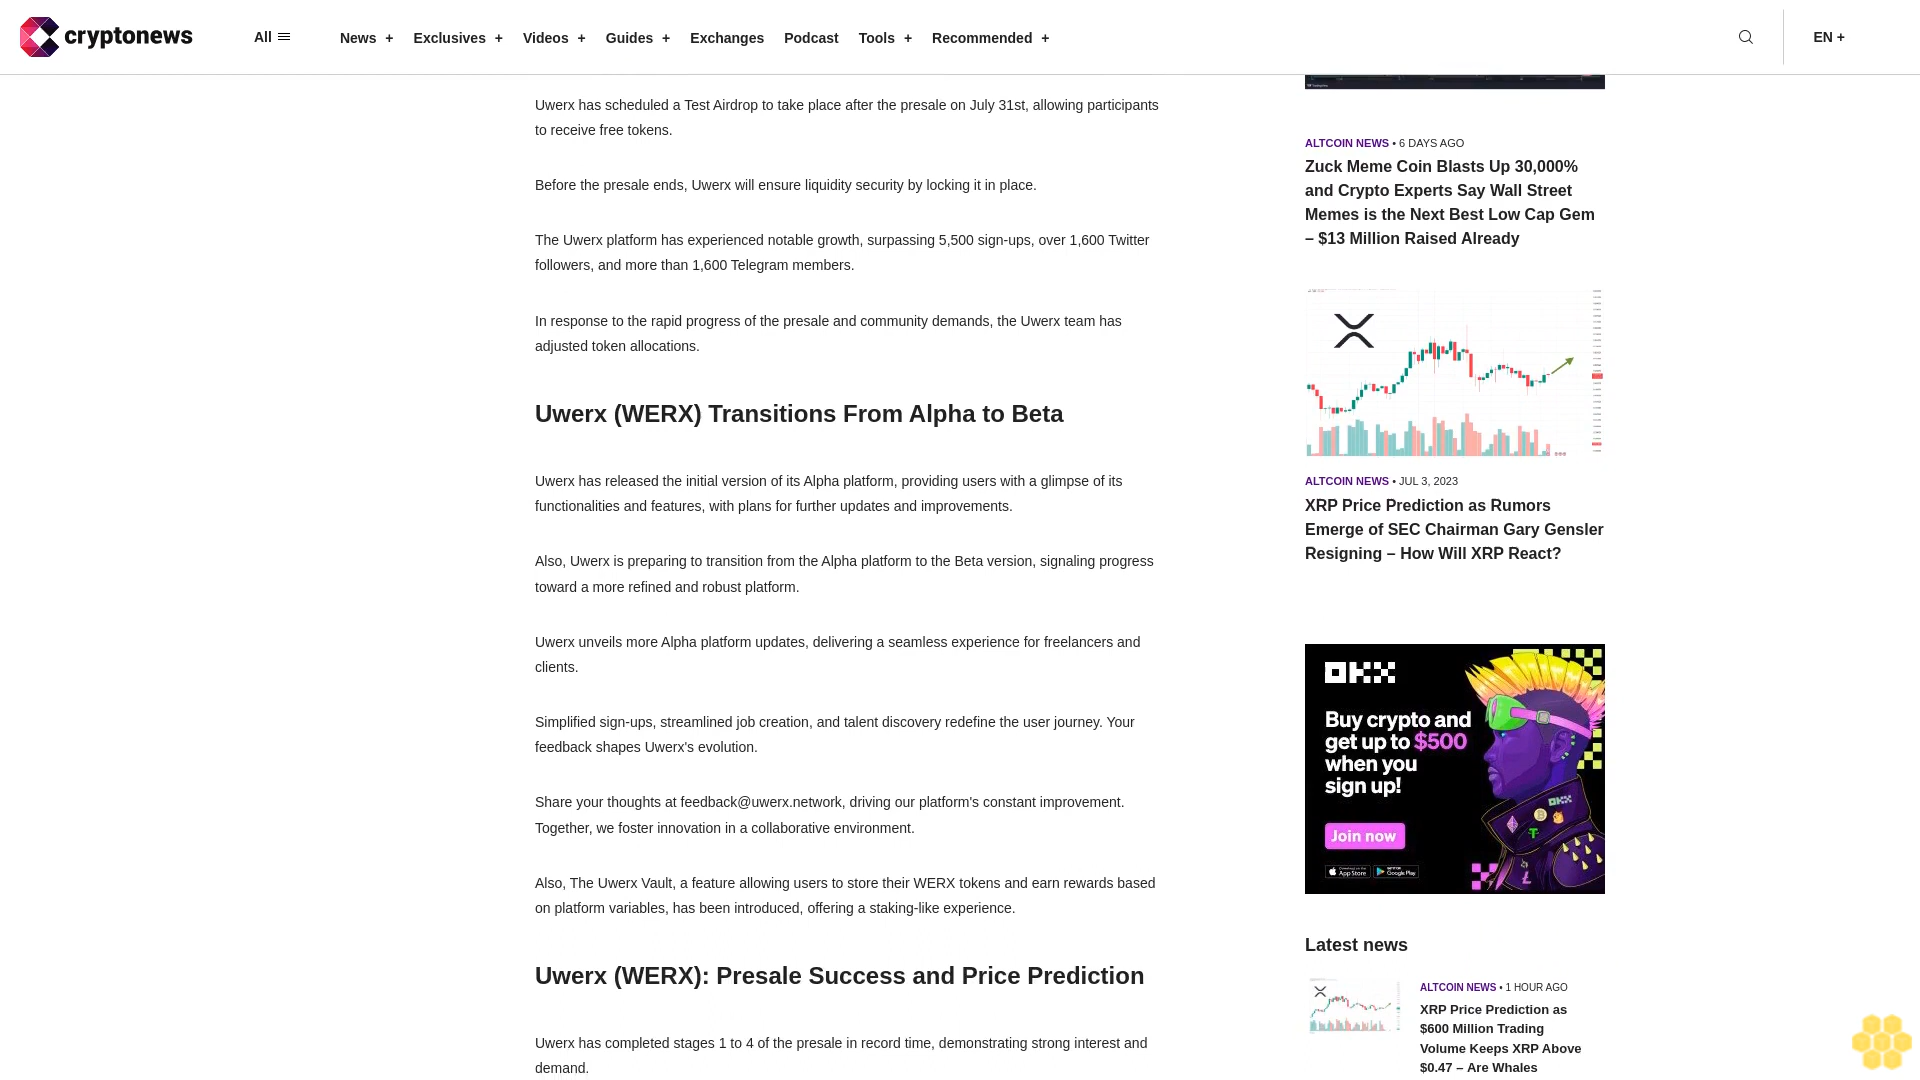 cryptonews
All
News +
Exclusives +
Videos +
Guides +
Exchanges
Podcast
Tools +
Recommended +
EN +
Uwerx has scheduled a Test Airdrop to take place after the presale on July 31st, allowing participants
to receive free tokens.
Before the presale ends, Uwerx will ensure liquidity security by locking it in place.
The Uwerx platform has experienced notable growth, surpassing 5,500 sign-ups, over 1,600 Twitter
followers, and more than 1,600 Telegram members.
In response to the rapid progress of the presale and community demands, the Uwerx team has
adjusted token allocations.
Uwerx (WERX) Transitions From Alpha to Beta
Uwerx has released the initial version of its Alpha platform, providing users with a glimpse of its
functionalities and features, with plans for further updates and improvements.
Also, Uwerx is preparing to transition from the Alpha platform to the Beta version, signaling progress
toward a more refined and robust platform.
Uwerx unveils more Alpha platform updates, delivering a seamless experience for freelancers and
clients.
Simplified sign-ups, streamlined job creation, and talent discovery redefine the user journey. Your
feedback shapes Uwerx's evolution.
Share your thoughts at feedback@uwerx.network, driving our platform's constant improvement.
Together, we foster innovation in a collaborative environment.
Also, The Uwerx Vault, a feature allowing users to store their WERX tokens and earn rewards based
on platform variables, has been introduced, offering a staking-like experience.
Uwerx (WERX): Presale Success and Price Prediction
Uwerx has completed stages 1 to 4 of the presale in record time, demonstrating strong interest and
demand.
ALTCOIN NEWS • 6 DAYS AGO
Zuck Meme Coin Blasts Up 30,000%
and Crypto Experts Say Wall Street
Memes is the Next Best Low Cap Gem
– $13 Million Raised Already
ALTCOIN NEWS • JUL 3, 2023
XRP Price Prediction as Rumors
Emerge of SEC Chairman Gary Gensler
Resigning – How Will XRP React?
OKX
Buy crypto and
get up to $500
when you
sign up!
OKX
Join now
Download on the
App Store
GET IT ON
Google Play
Latest news
ALTCOIN NEWS • 1 HOUR AGO
XRP Price Prediction as
$600 Million Trading
Volume Keeps XRP Above
$0.47 – Are Whales